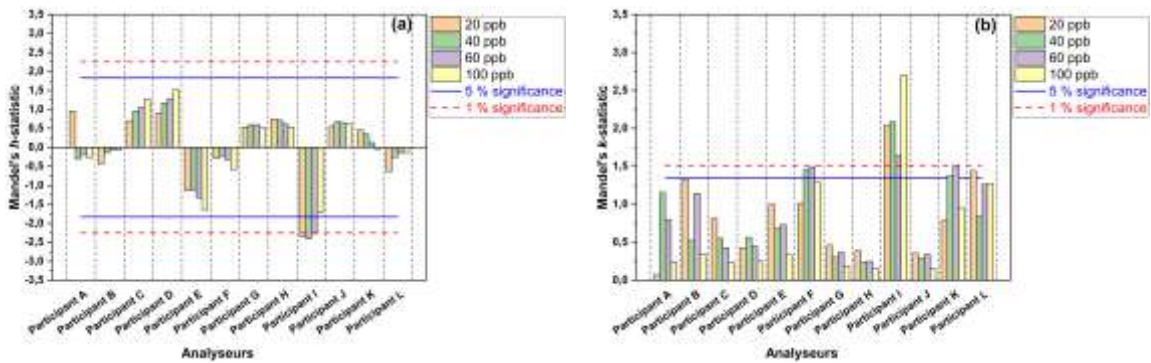 (a)
20 ppb
40 ppb
60 ppb
100 ppb
5 % significance
1 % significance
Mandel's h-statistic
3,5
3,0
2,5
2,0
1,5
1,0
0,5
0,0
-0,5
-1,0
-1,5
-2,0
-2,5
-3,0
-3,5
Participant A
Participant B
Participant C
Participant D
Participant E
Participant F
Participant G
Participant H
Participant I
Participant J
Participant K
Participant L
Analyseurs
(b)
20 ppb
40 ppb
60 ppb
100 ppb
5 % significance
1 % significance
Mandel's k-statistic
3,5
3,0
2,5
2,0
1,5
1,0
0,5
0,0
Participant A
Participant B
Participant C
Participant D
Participant E
Participant F
Participant G
Participant H
Participant I
Participant J
Participant K
Participant L
Analyseurs